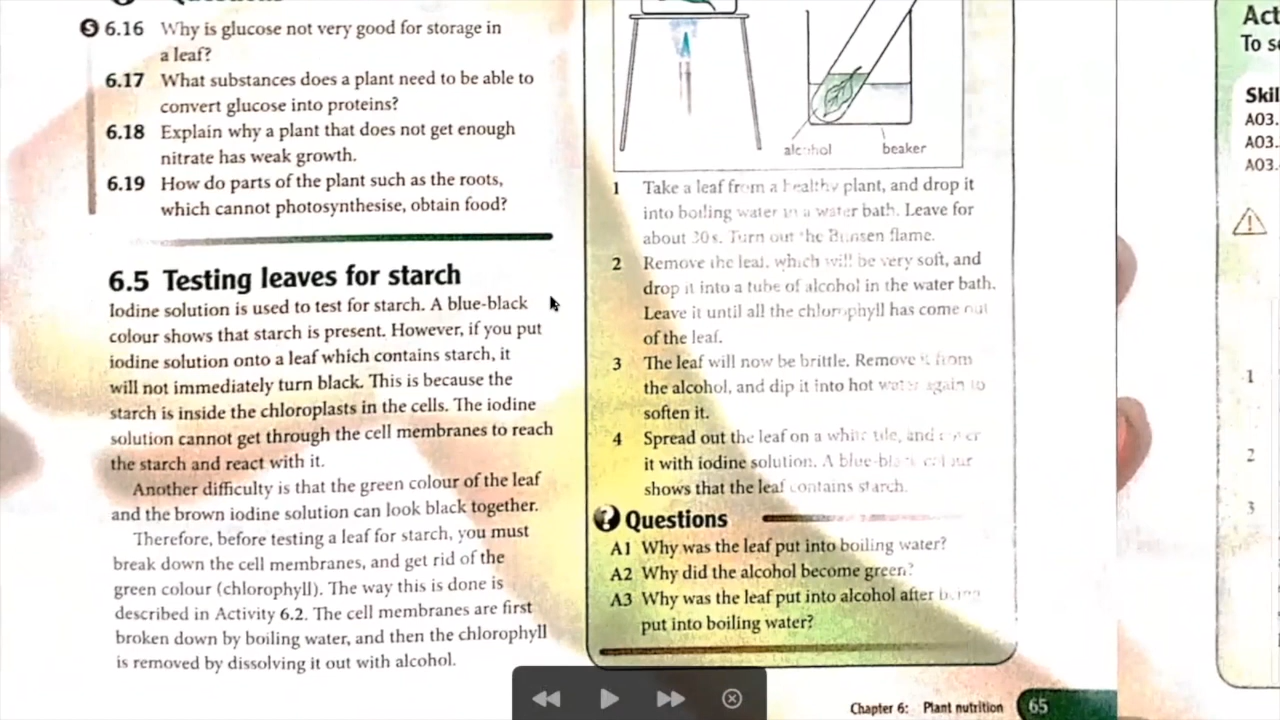 Questions
S 6.16 Why is glucose not very good for storage in
a leaf?
6.17 What substances does a plant need to be able to
convert glucose into proteins?
6.18 Explain why a plant that does not get enough
nitrate has weak growth.
6.19 How do parts of the plant such as the roots,
which cannot photosynthesise, obtain food?
6.5 Testing leaves for starch
Iodine solution is used to test for starch. A blue-black
colour shows that starch is present. However, if you put
iodine solution onto a leaf which contains starch, it
will not immediately turn black. This is because the
starch is inside the chloroplasts in the cells. The iodine
solution cannot get through the cell membranes to reach
the starch and react with it.
Another difficulty is that the green colour of the leaf
and the brown iodine solution can look black together.
Therefore, before testing a leaf for starch, you must
break down the cell membranes, and get rid of the
green colour (chlorophyll). The way this is done is
described in Activity 6.2. The cell membranes are first
broken down by boiling water, and then the chlorophyll
is removed by dissolving it out with alcohol.
alcohol
beaker
1 Take a leaf from a healthy plant, and drop it
into boiling water in a water bath. Leave for
about 30s. Turn out the Bunsen flame.
2 Remove the leaf, which will be very soft, and
drop it into a tube of alcohol in the water bath.
Leave it until all the chlorophyll has come out
of the leaf.
3 The leaf will now be brittle. Remove it from
the alcohol, and dip it into hot water again to
soften it.
4 Spread out the leaf on a white tile, and cover
it with iodine solution. A blue-black colour
shows that the leaf contains starch.
? Questions
A1 Why was the leaf put into boiling water?
A2 Why did the alcohol become green?
A3 Why was the leaf put into alcohol after being
put into boiling water?
Chapter 6: Plant nutrition 65
Act
To s
Skil
A03.
A03.
A03.
1
2
3